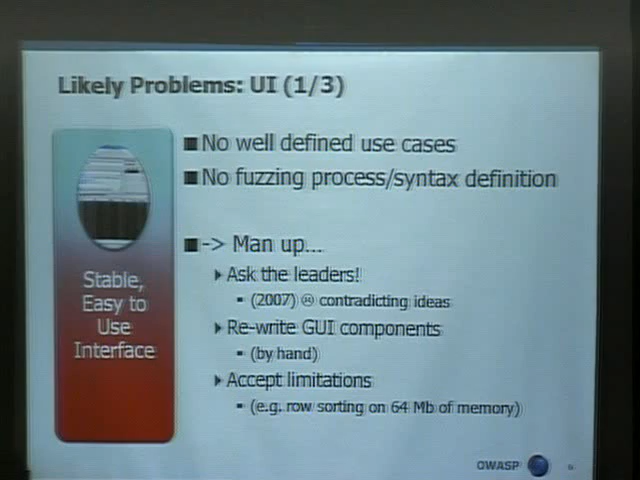 Likely Problems: UI (1/3)
No well defined use cases
No fuzzing process/syntax definition
-> Man up...
Ask the leaders!
(2007) ☹ contradicting ideas
Re-write GUI components
(by hand)
Accept limitations
(e.g. row sorting on 64 Mb of memory)
Stable,
Easy to
Use
Interface
OWASP